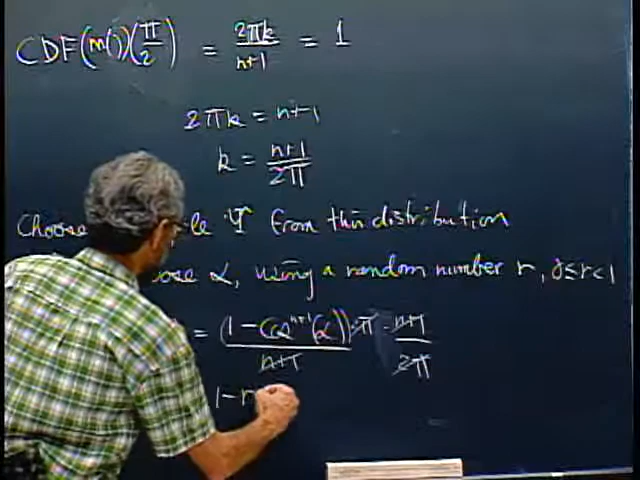 CDF(m(i)(π/2) = 2πk/n+1 = 1
2πk = n+1
k = n+1/2π
Choose le Ψ from this distribution
ose α, using a random number r, 0≤r<1
= (1-cos^{n+1}(α)) 2π/n+1 · n+1/2π
1-r